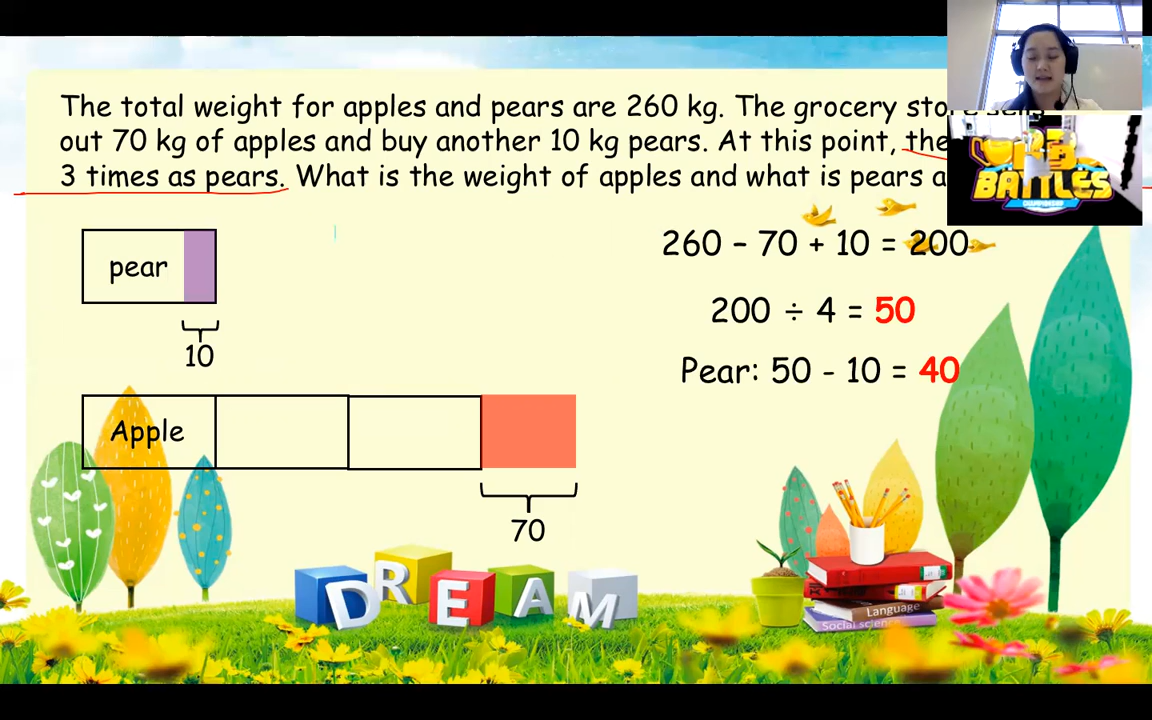 The total weight for apples and pears are 260 kg. The grocery
out 70 kg of apples and buy another 10 kg pears. At this point, the
3 times as pears. What is the weight of apples and what is pears
260 – 70 + 10 = 200
pear
200 ÷ 4 = 50
10
Pear: 50 - 10 = 40
Apple
70
DREAM
Language
Social science
BATTLES
CHAMPIONSHIP